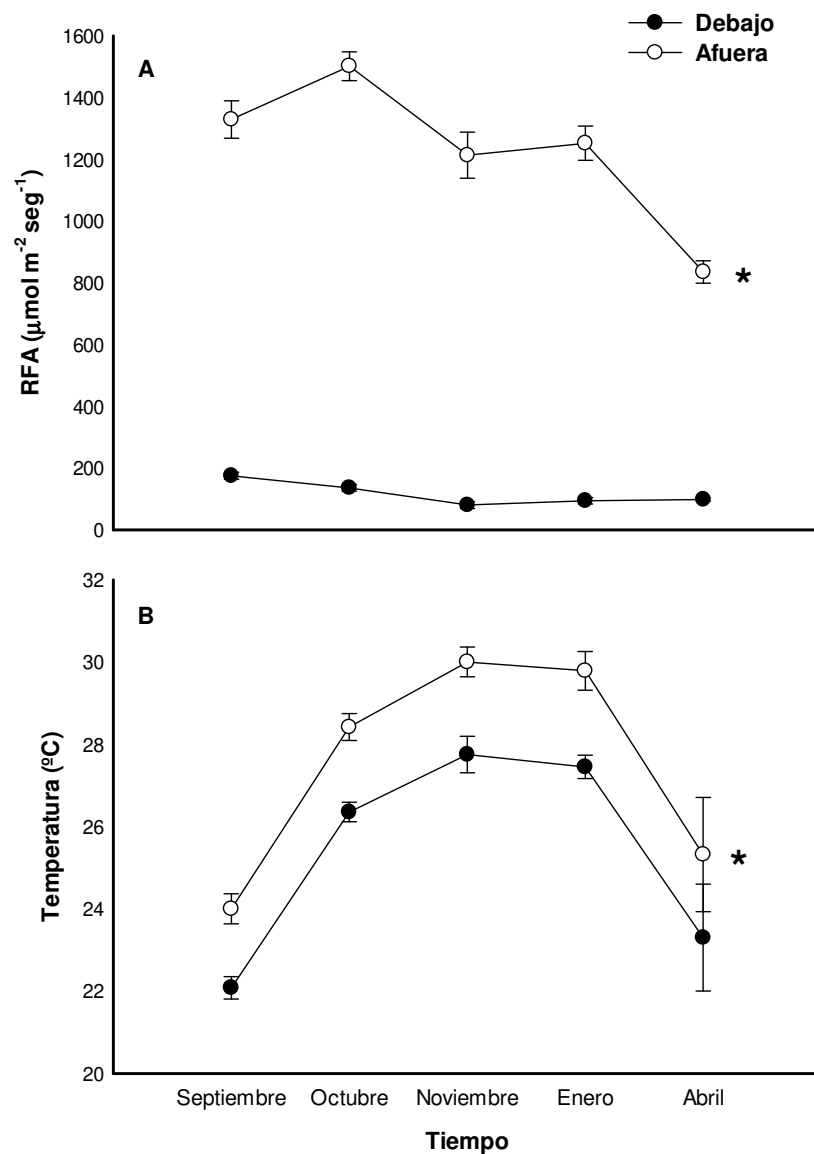 Debajo
Afuera
A
1600
1400
1200
1000
800
600
400
200
0
RFA (µmol m⁻² seg⁻¹)
*
B
32
30
28
26
24
22
20
Temperatura (ºC)
*
Septiembre Octubre Noviembre Enero Abril
Tiempo